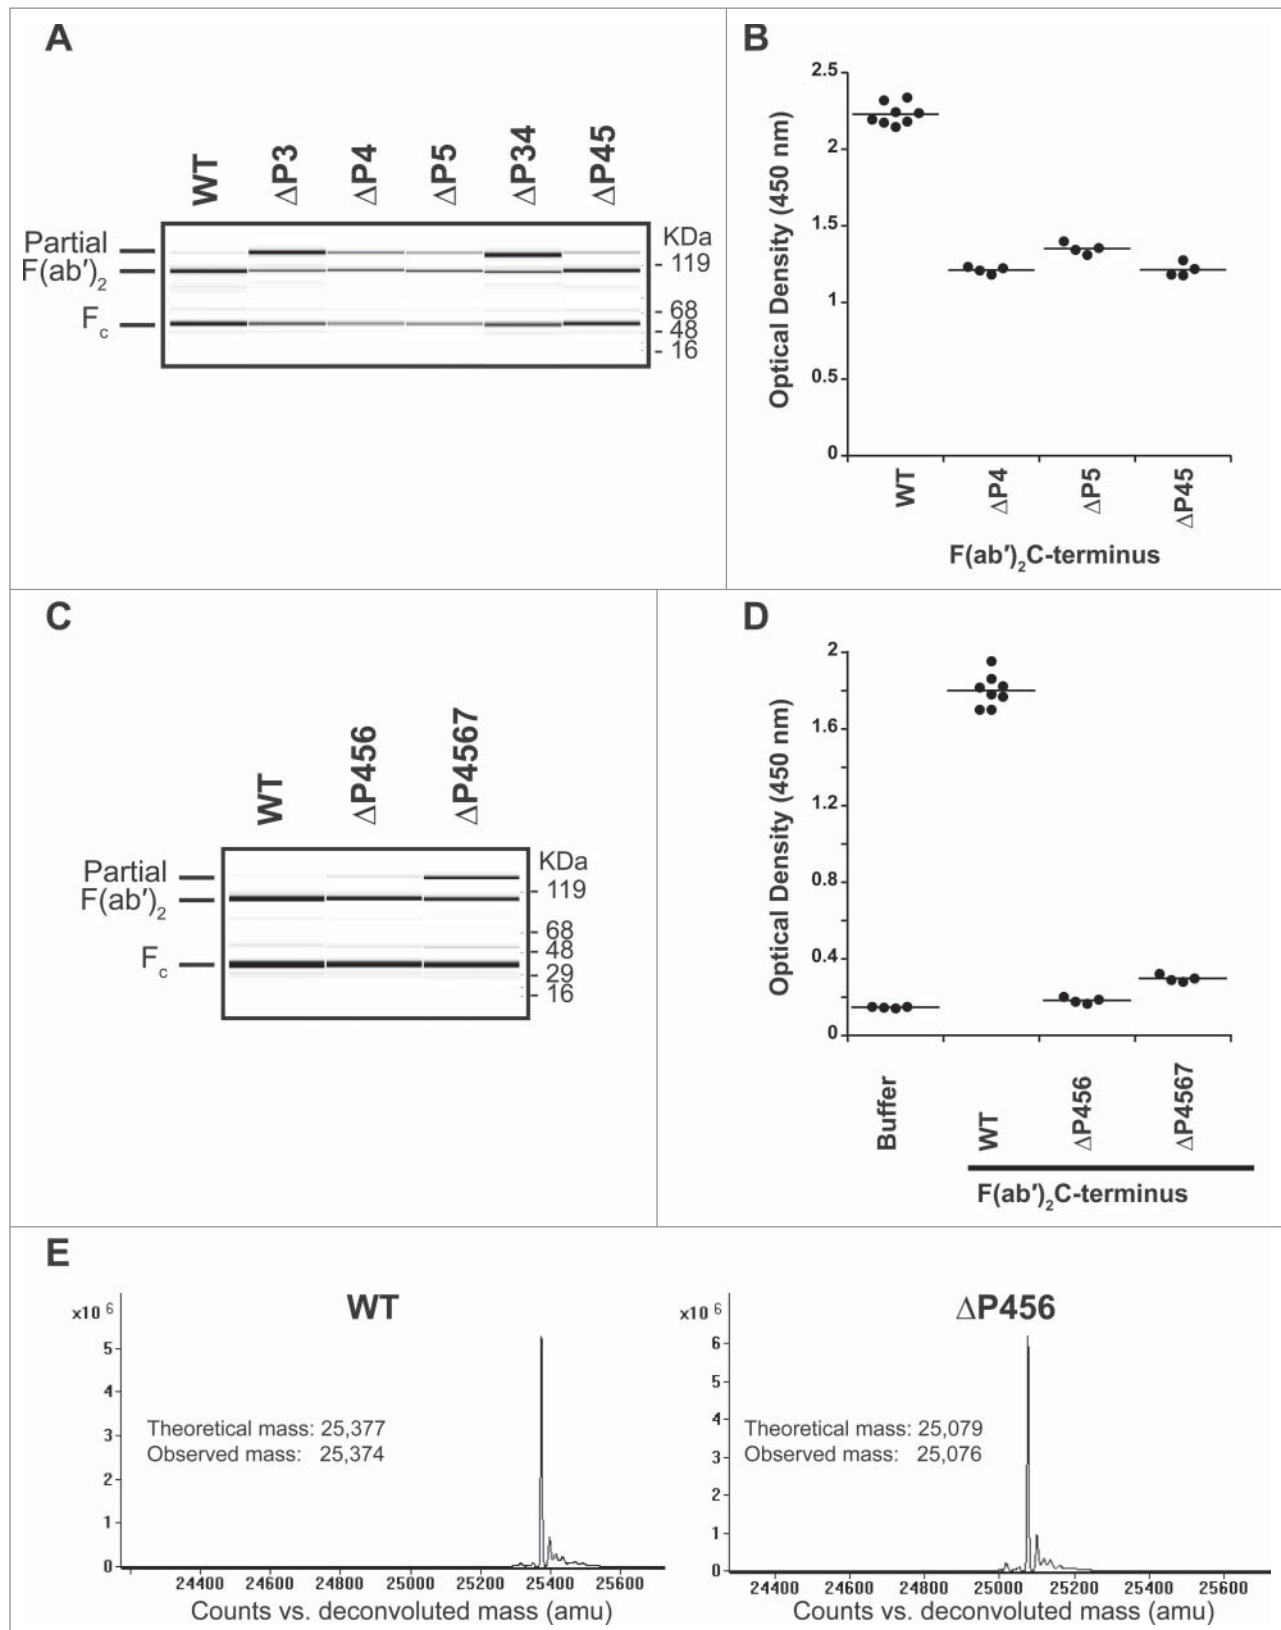 A
WT
ΔP3
ΔP4
ΔP5
ΔP34
ΔP45
Partial
F(ab′)2
Fc
KDa
- 119
- 68
- 48
- 16
B
Optical Density (450 nm)
2.5
2
1.5
1
0.5
0
WT
ΔP4
ΔP5
ΔP45
F(ab′)2C-terminus
C
WT
ΔP456
ΔP4567
Partial
F(ab′)2
Fc
KDa
- 119
- 68
- 48
- 29
- 16
D
Optical Density (450 nm)
2
1.6
1.2
0.8
0.4
0
Buffer
WT
ΔP456
ΔP4567
F(ab′)2C-terminus
E
WT
x10 6
5
4
3
2
1
0
Theoretical mass: 25,377
Observed mass: 25,374
24400 24600 24800 25000 25200 25400 25600
Counts vs. deconvoluted mass (amu)
ΔP456
x10 6
6
5
4
3
2
1
0
Theoretical mass: 25,079
Observed mass: 25,076
24400 24600 24800 25000 25200 25400 25600
Counts vs. deconvoluted mass (amu)